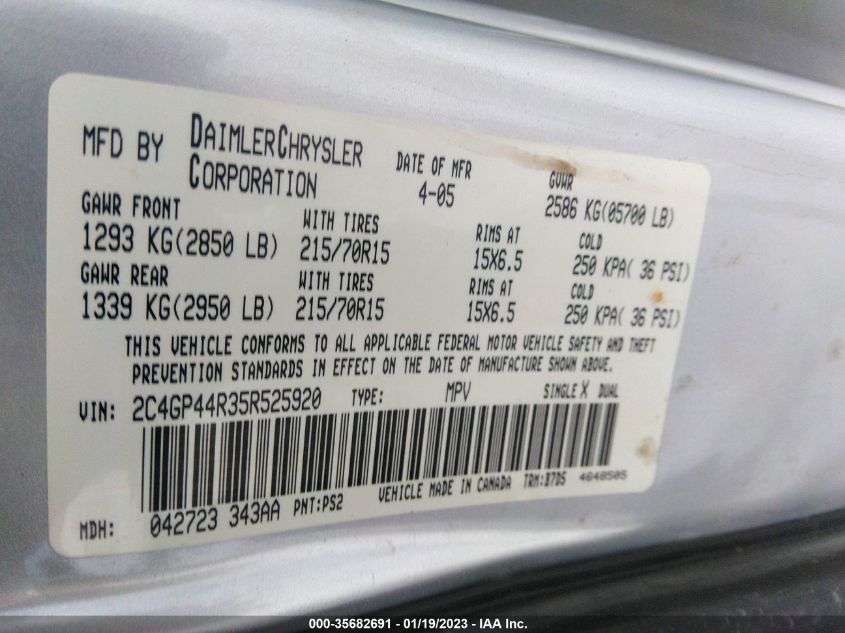 MFD BY DAIMLERCHRYSLER CORPORATION DATE OF MFR 4-05 GVWR 2586 KG(05700 LB)
GAWR FRONT WITH TIRES RIMS AT COLD
1293 KG(2850 LB) 215/70R15 15X6.5 250 KPA( 36 PSI)
GAWR REAR WITH TIRES RIMS AT COLD
1339 KG(2950 LB) 215/70R15 15X6.5 250 KPA( 36 PSI)
THIS VEHICLE CONFORMS TO ALL APPLICABLE FEDERAL MOTOR VEHICLE SAFETY AND THEFT
PREVENTION STANDARDS IN EFFECT ON THE DATE OF MANUFACTURE SHOWN ABOVE.
VIN: 2C4GP44R35R525920 TYPE: MPV SINGLE X DUAL
MDH: 042723 343AA PNT:PS2 VEHICLE MADE IN CANADA TRM:B7D5 4648505
000-35682691 - 01/19/2023 - IAA Inc.